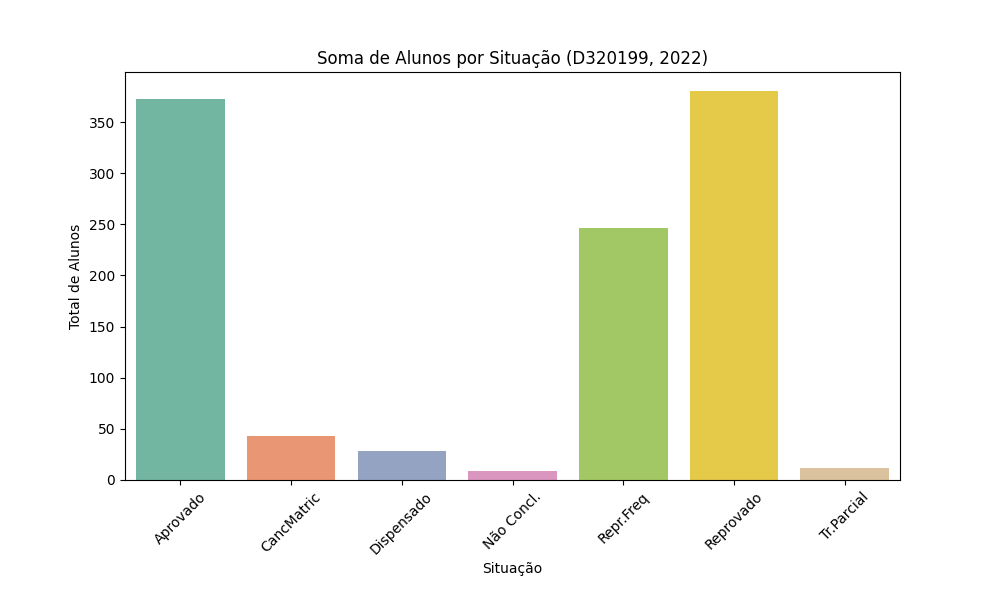 Soma de Alunos por Situação (D320199, 2022)
Total de Alunos
350
300
250
200
150
100
50
0
Aprovado
CancMatric
Dispensado
Não Concl.
Repr.Freq
Reprovado
Tr.Parcial
Situação